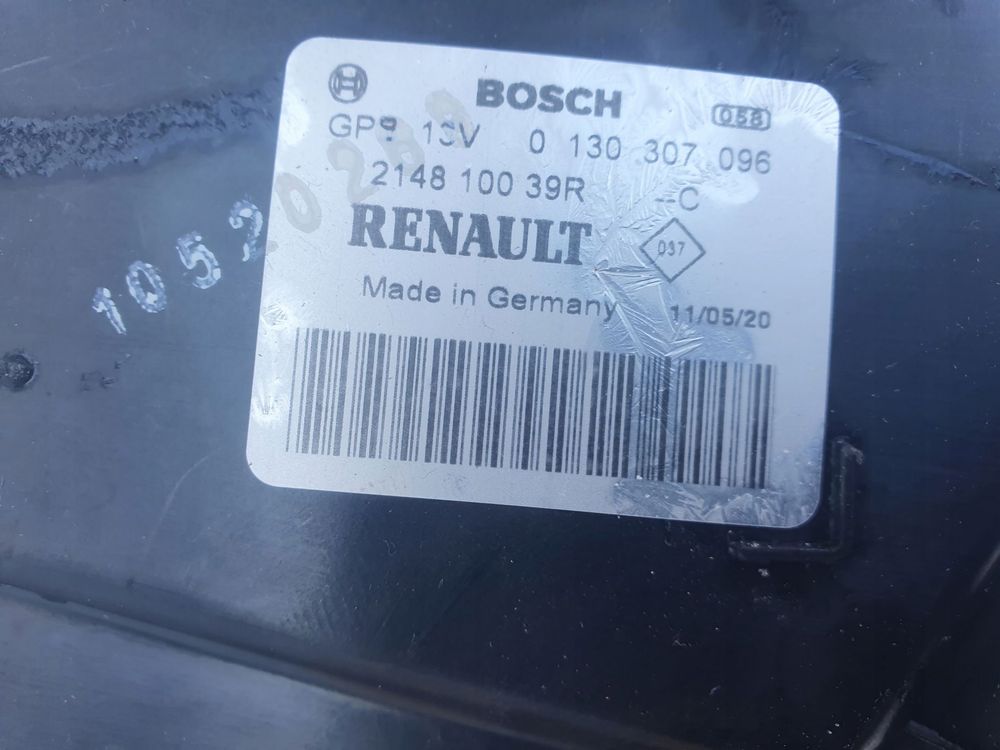 BOSCH
058
13V 0 130 307 096
2148 100 39R --C
RENAULT
037
Made in Germany 11/05/20